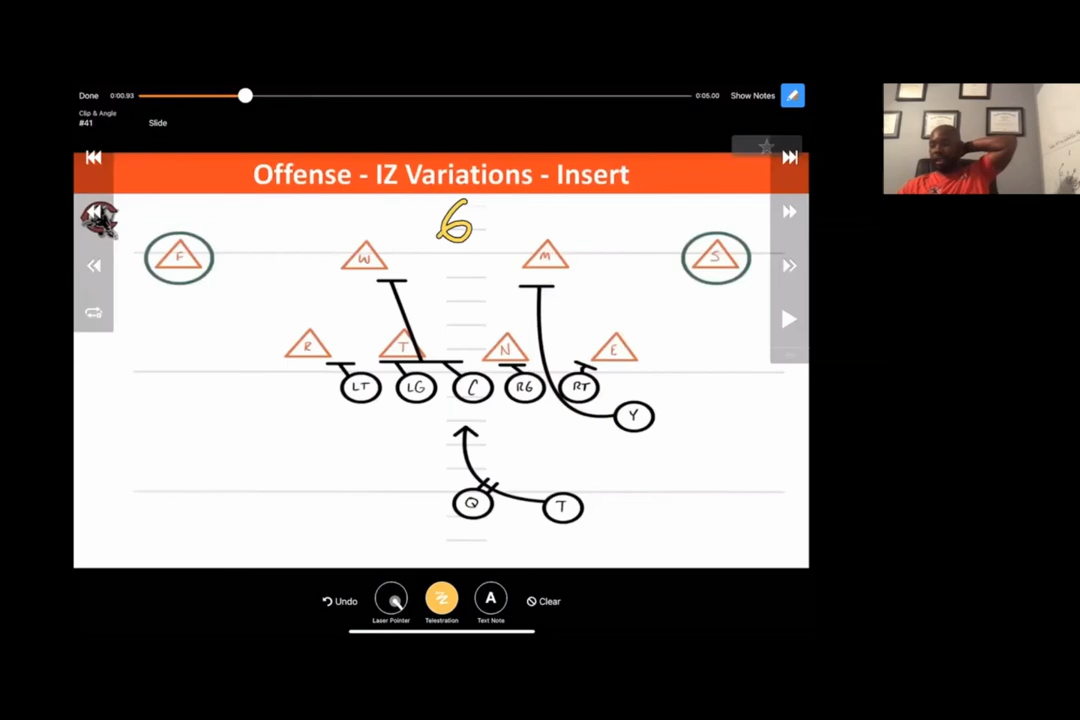 Done 0:00.93 0:05.00 Show Notes
Clip & Angle
#41 Slide
Offense - IZ Variations - Insert
6
F W M S
R T N E
LT LG C RG RT
Y
Q T
Undo A Clear
Laser Pointer Telestration Text Note